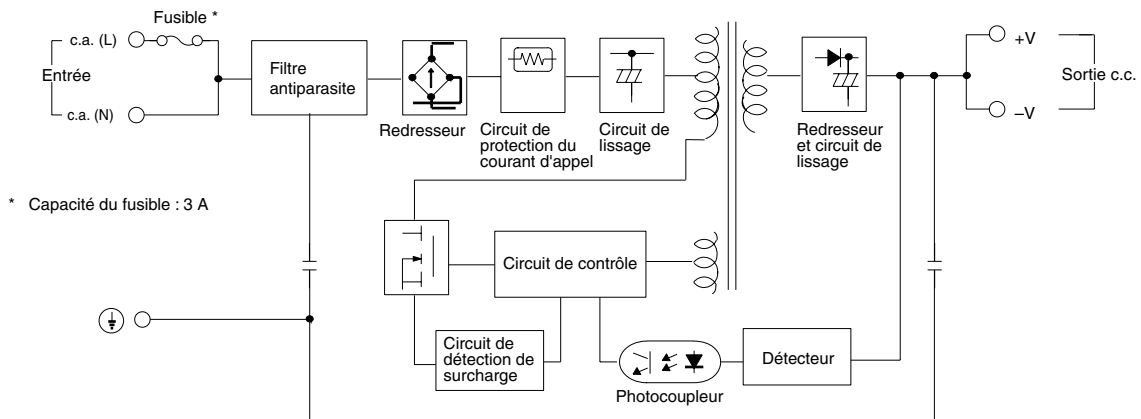 Fusible *
c.a. (L)
Entrée
c.a. (N)
Filtre
antiparasite
Redresseur
Circuit de
protection du
courant d'appel
Circuit de
lissage
Redresseur
et circuit de
lissage
+V
Sortie c.c.
–V
* Capacité du fusible : 3 A
Circuit de contrôle
Circuit de
détection de
surcharge
Photocoupleur
Détecteur